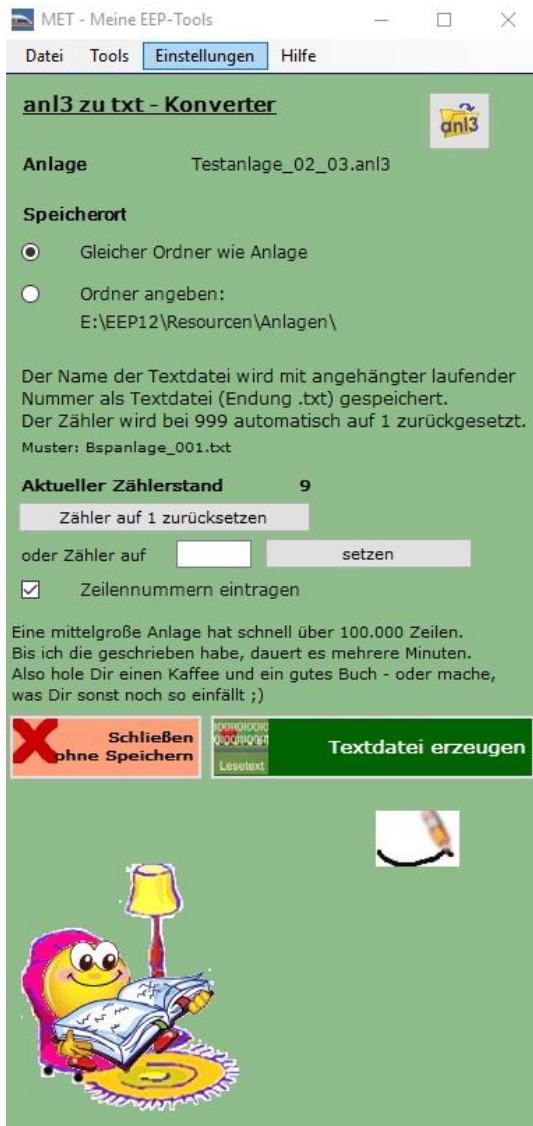 MET - Meine EEP-Tools
Datei Tools Einstellungen Hilfe
anl3 zu txt - Konverter
anl3
Anlage Testanlage_02_03.anl3
Speicherort
Gleicher Ordner wie Anlage
Ordner angeben:
E:\EEP12\Resourcen\Anlagen\
Der Name der Textdatei wird mit angehängter laufender
Nummer als Textdatei (Endung .txt) gespeichert.
Der Zähler wird bei 999 automatisch auf 1 zurückgesetzt.
Muster: Bspanlage_001.txt
Aktueller Zählerstand 9
Zähler auf 1 zurücksetzen
oder Zähler auf setzen
Zeilennummern eintragen
Eine mittelgroße Anlage hat schnell über 100.000 Zeilen.
Bis ich die geschrieben habe, dauert es mehrere Minuten.
Also hole Dir einen Kaffee und ein gutes Buch - oder mache,
was Dir sonst noch so einfällt ;)
Schließen
ohne Speichern
Lesetext
Textdatei erzeugen